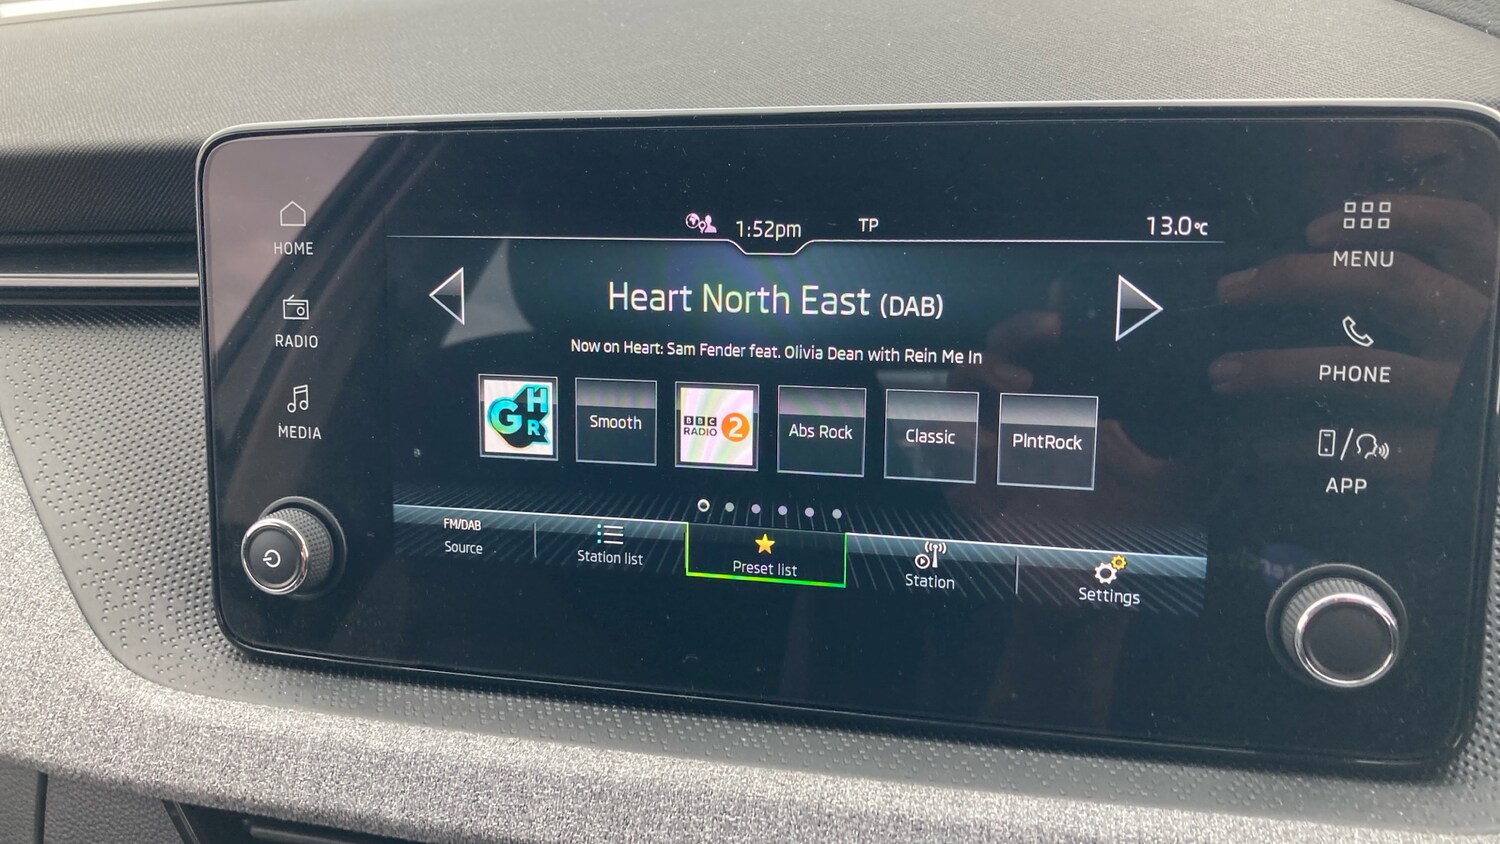 HOME
RADIO
MEDIA
1:52pm
TP
13.0°C
Heart North East (DAB)
Now on Heart: Sam Fender feat. Olivia Dean with Rein Me In
GHR
Smooth
BBC
RADIO 2
Abs Rock
Classic
PlntRock
FM/DAB
Source
Station list
Preset list
Station
Settings
MENU
PHONE
APP